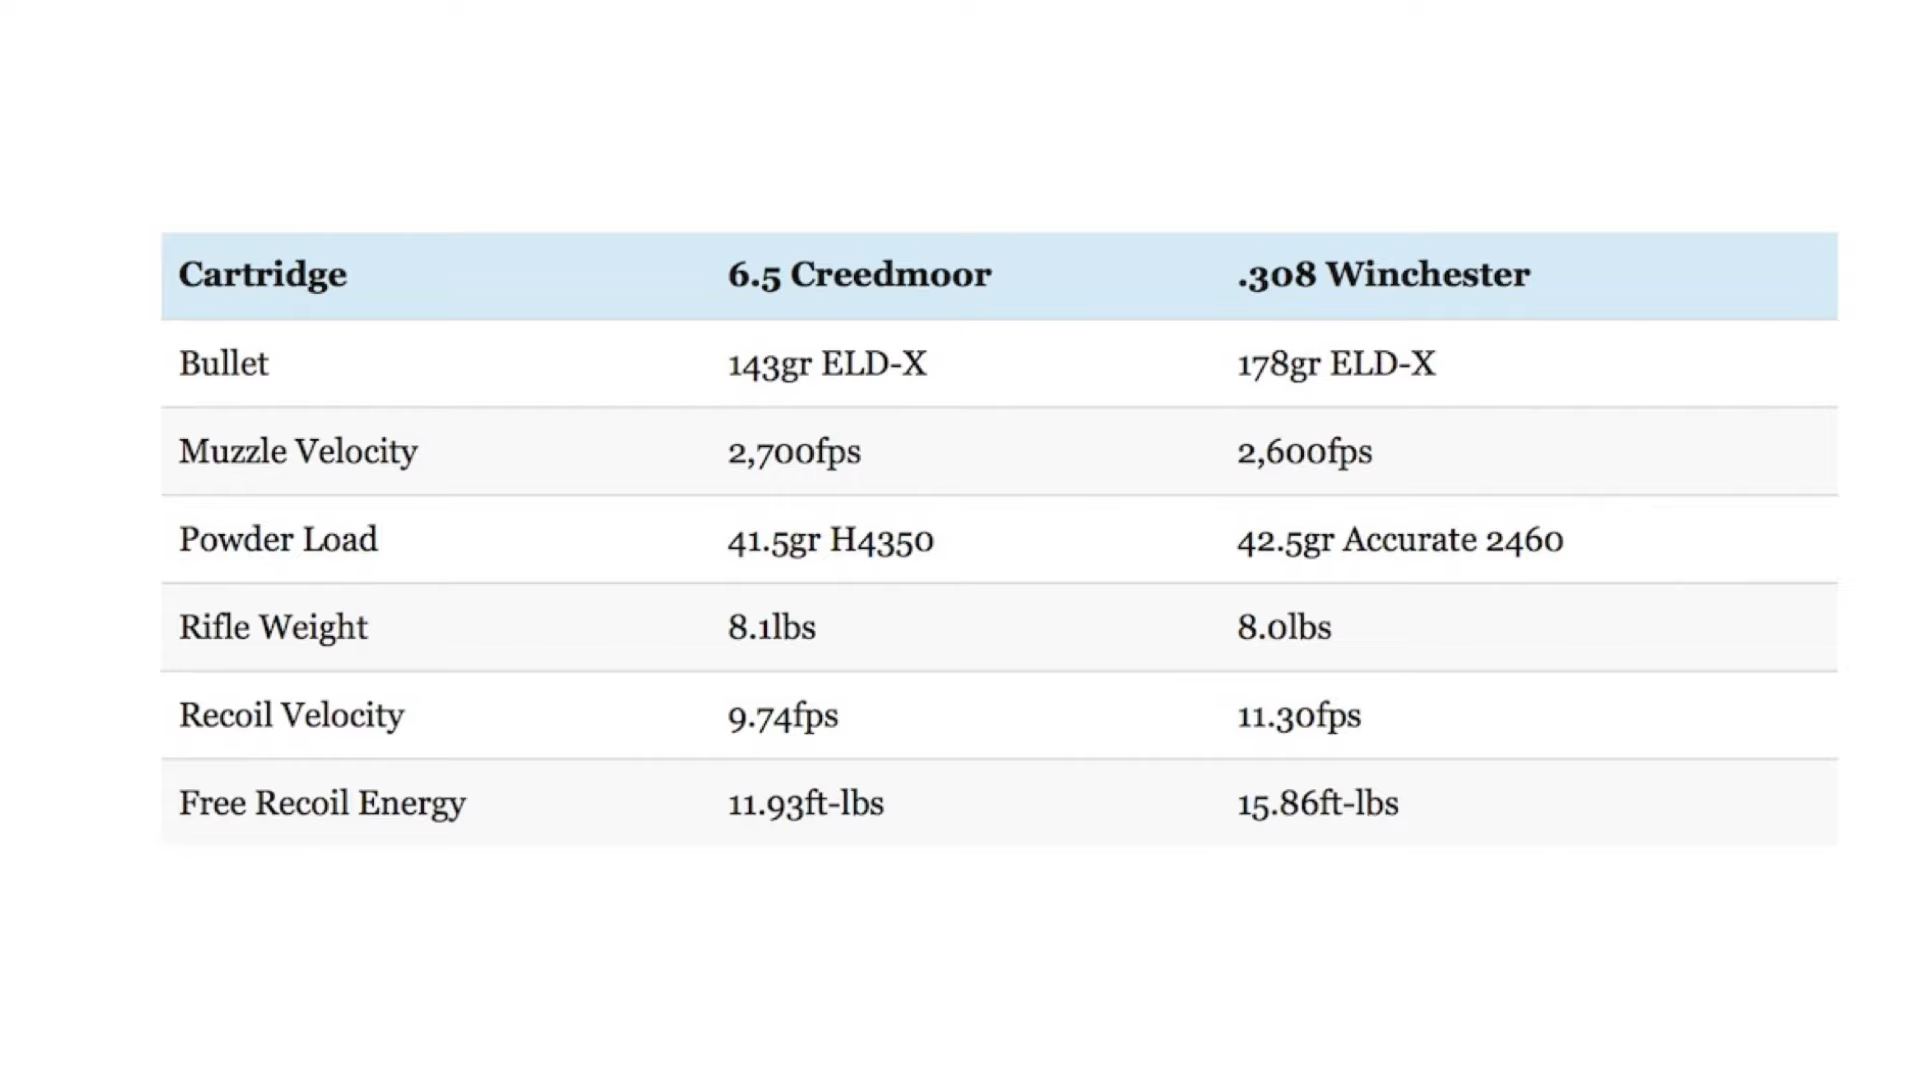 Cartridge 6.5 Creedmoor .308 Winchester
Bullet 143gr ELD-X 178gr ELD-X
Muzzle Velocity 2,700fps 2,600fps
Powder Load 41.5gr H4350 42.5gr Accurate 2460
Rifle Weight 8.1lbs 8.0lbs
Recoil Velocity 9.74fps 11.30fps
Free Recoil Energy 11.93ft-lbs 15.86ft-lbs